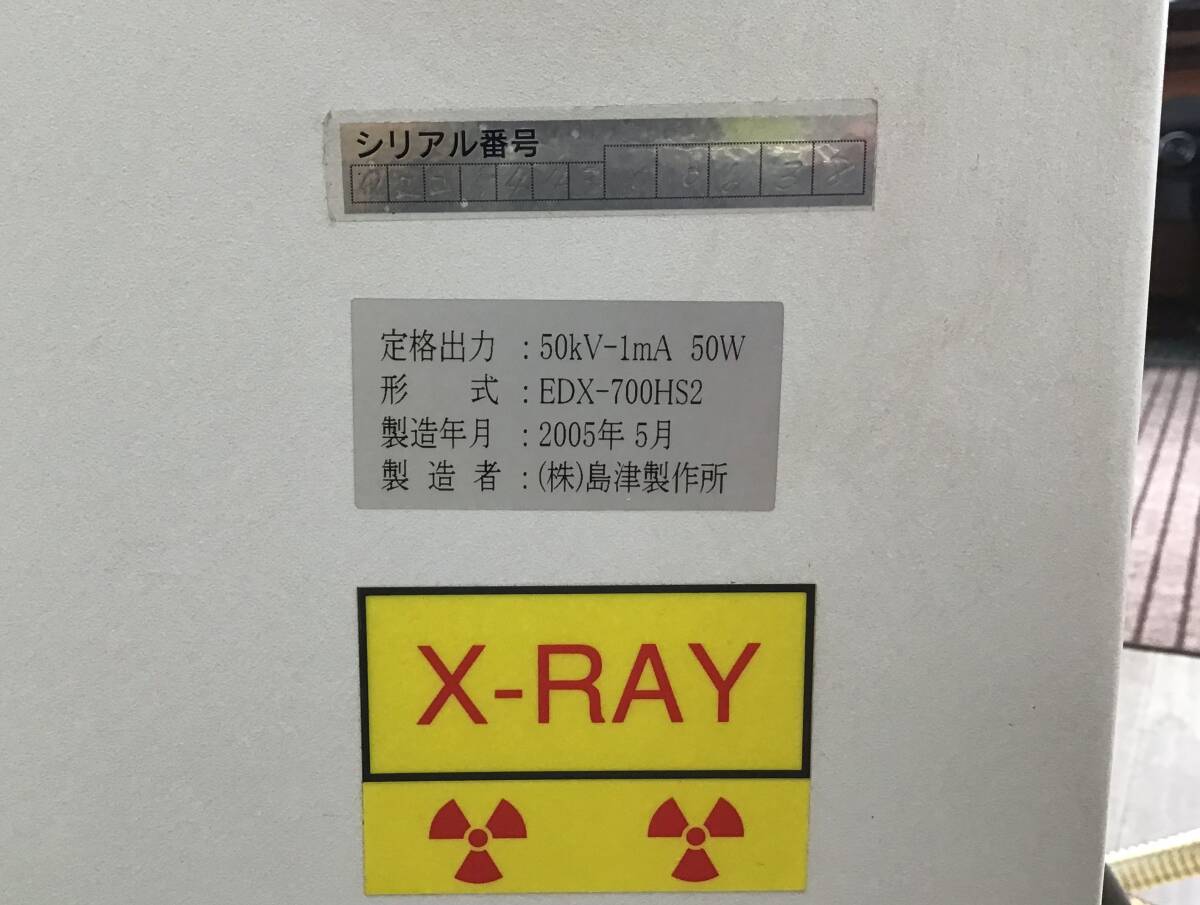 シリアル番号
定格出力 : 50kV-1mA 50W
形 式 : EDX-700HS2
製造年月 : 2005年 5月
製 造 者 : (株)島津製作所
X-RAY